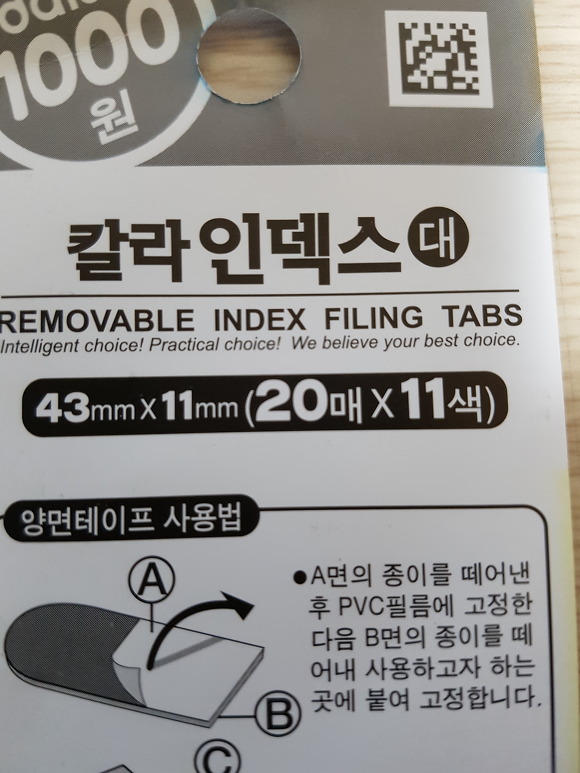 1000
원
칼라인덱스 대
REMOVABLE INDEX FILING TABS
Intelligent choice! Practical choice! We believe your best choice.
43mm X 11mm (20매 X 11색)
양면테이프 사용법
A
●A면의 종이를 떼어낸
후 PVC필름에 고정한
다음 B면의 종이를 떼
어내 사용하고자 하는
곳에 붙여 고정합니다.
B
C